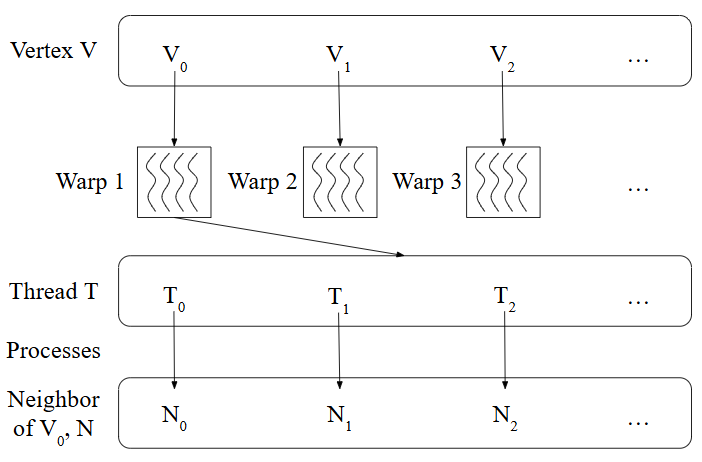 Vertex V V₀ V₁ V₂ …
Warp 1 Warp 2 Warp 3 …
Thread T T₀ T₁ T₂ …
Processes
Neighbor
of V₀, N N₀ N₁ N₂ …